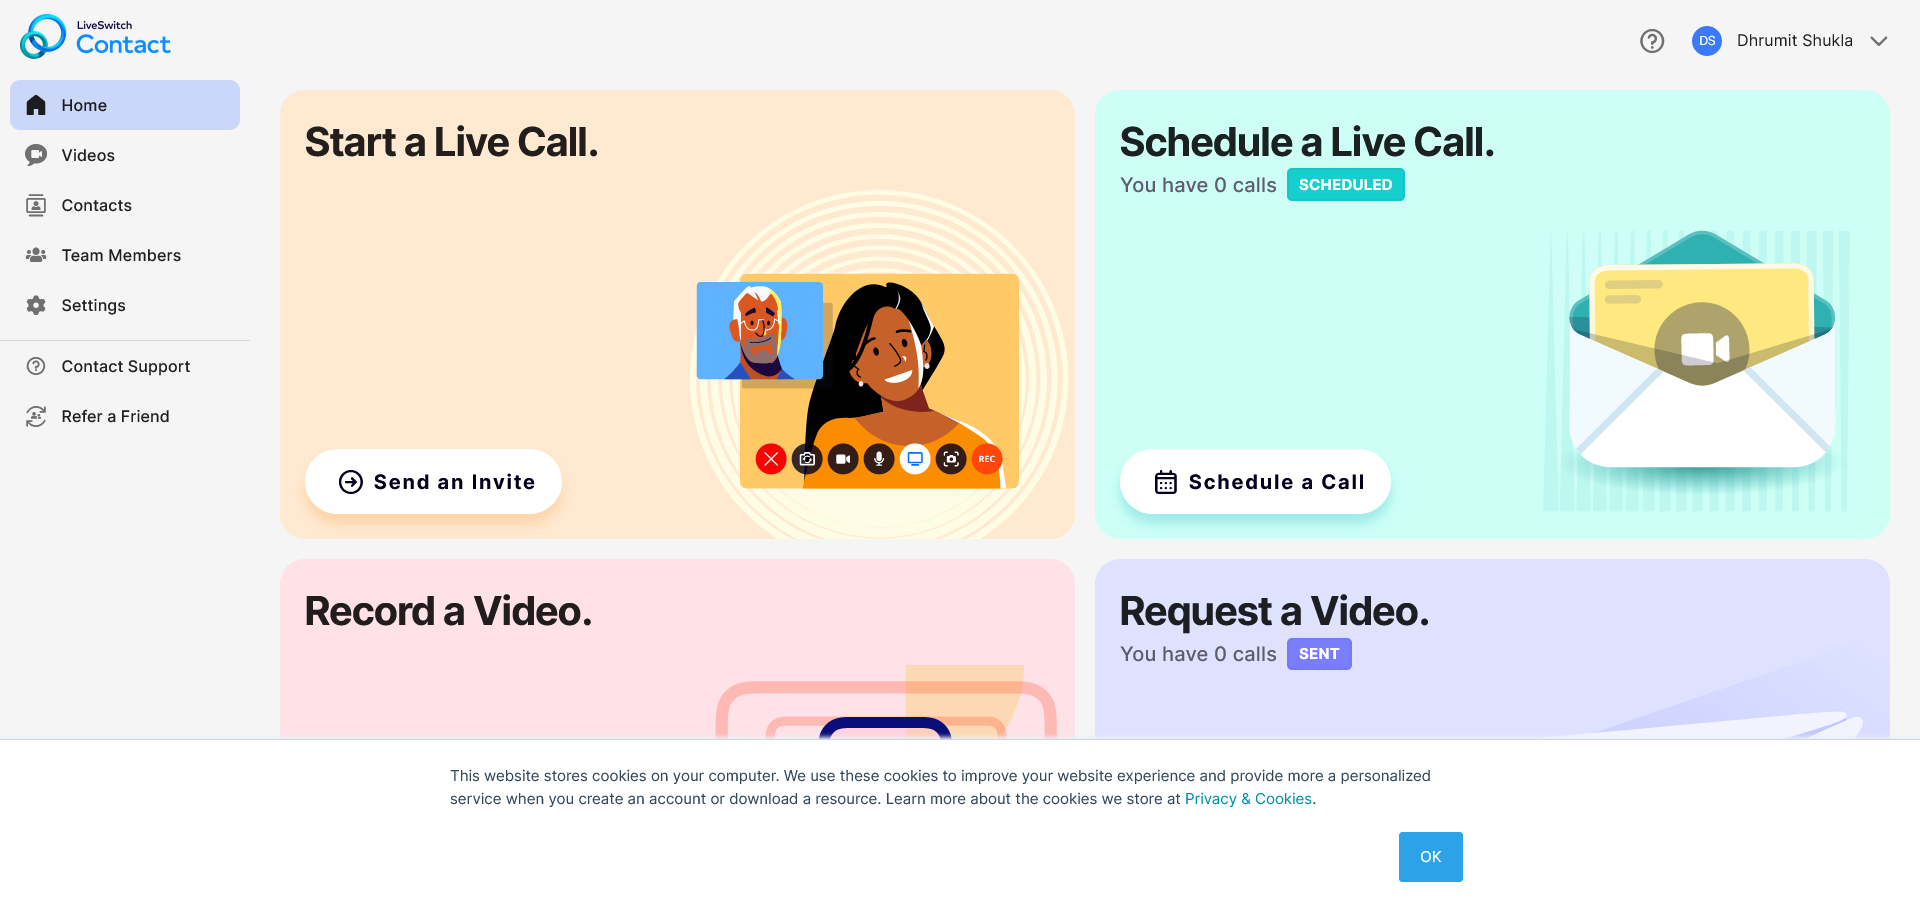 LiveSwitch
Contact
DS
Dhrumit Shukla
Home
Videos
Contacts
Team Members
Settings
Contact Support
Refer a Friend
Start a Live Call.
REC
Send an Invite
Schedule a Live Call.
You have 0 calls SCHEDULED
Schedule a Call
Record a Video.
Request a Video.
You have 0 calls SENT
This website stores cookies on your computer. We use these cookies to improve your website experience and provide more a personalized
service when you create an account or download a resource. Learn more about the cookies we store at Privacy & Cookies.
OK